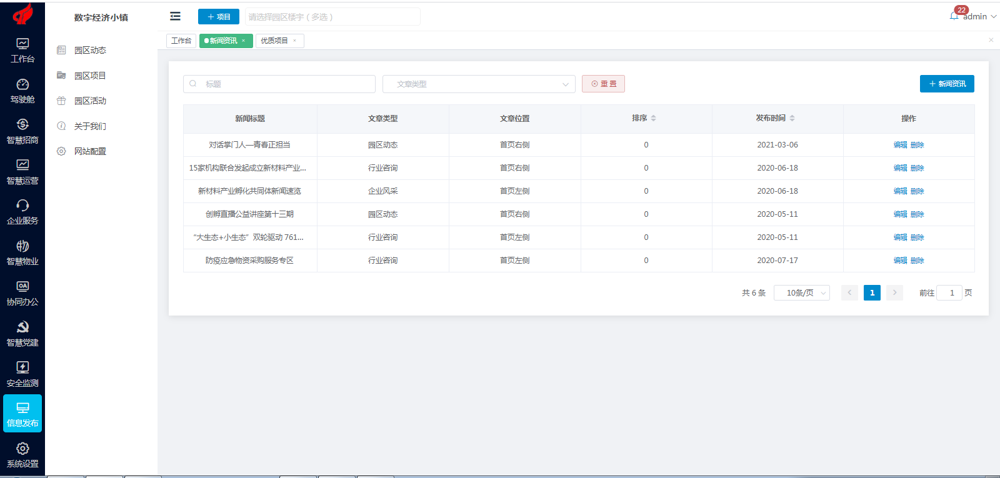 数字经济小镇
+ 项目
请选择园区楼宇（多选）
22
admin
工作台
新闻资讯 ×
优质项目 ×
×
工作台
驾驶舱
智慧招商
智慧运营
企业服务
智慧物业
OA
协同办公
智慧党建
安全监测
信息发布
系统设置
园区动态
园区项目
园区活动
关于我们
网站配置
标题
文章类型
重 置
+ 新闻资讯
新闻标题 文章类型 文章位置 排序 发布时间 操作
对话掌门人—青春正担当 园区动态 首页右侧 0 2021-03-06 编辑 删除
15家机构联合发起成立新材料产业... 行业咨询 首页右侧 0 2020-06-18 编辑 删除
新材料产业孵化共同体新闻速览 企业风采 首页左侧 0 2020-06-18 编辑 删除
创孵直播公益讲座第十三期 园区动态 首页右侧 0 2020-05-11 编辑 删除
“大生态+小生态”双轮驱动 761... 行业咨询 首页左侧 0 2020-05-11 编辑 删除
防疫应急物资采购服务专区 行业咨询 首页左侧 0 2020-07-17 编辑 删除
共 6 条 10条/页 < 1 > 前往 1 页